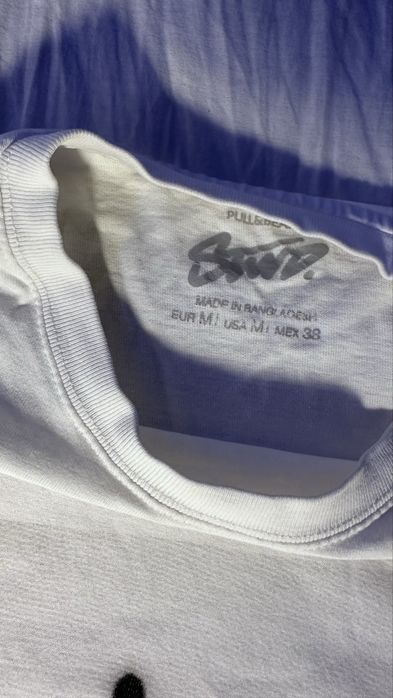 PULL&BEAR
STWD.
MADE IN BANGLADESH
EUR M / USA M / MEX 38